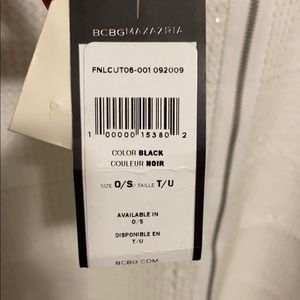 BCBGMAXAZRIA
FNLCUT06-001 092009
1 00000 15380 2
COLOR BLACK
COULEUR NOIR
SIZE O/S/TAILLE T/U
AVAILABLE IN
O/S
DISPONIBLE EN
T/U
BCBG.COM